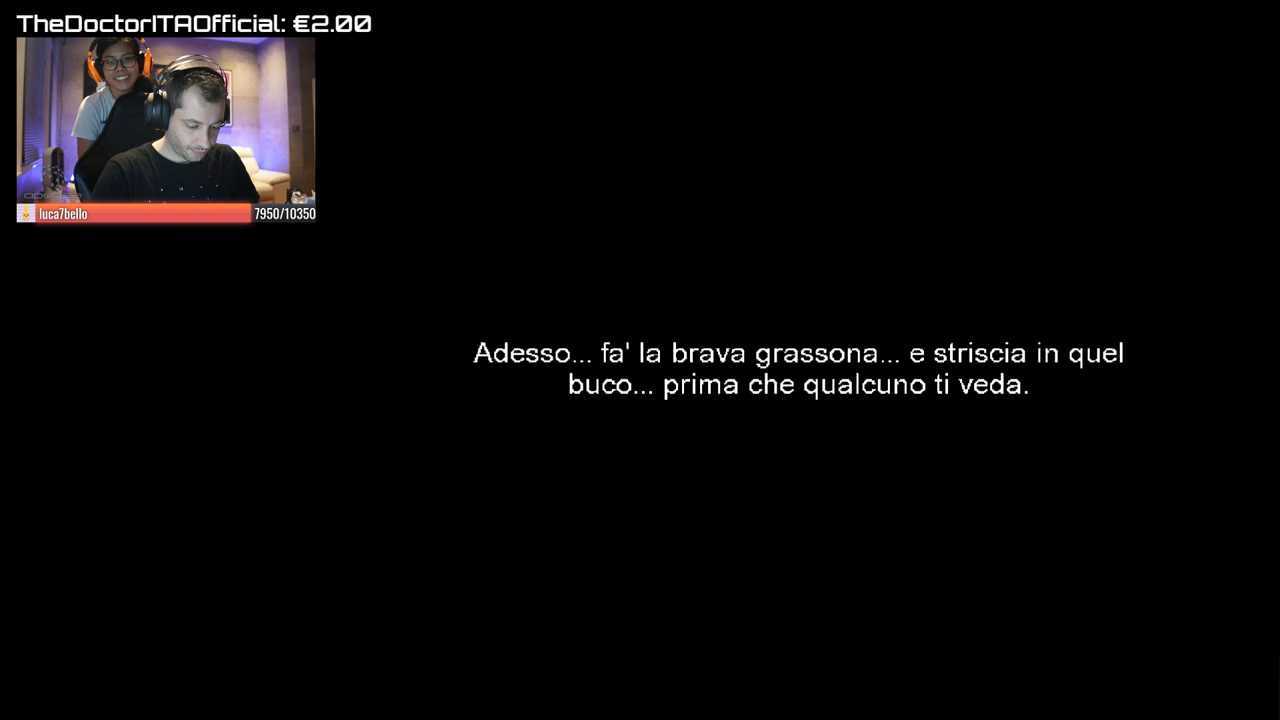 TheDoctorITAOfficial: €2.00
luca7bello 7950/10350
Adesso... fa' la brava grassona... e striscia in quel
buco... prima che qualcuno ti veda.